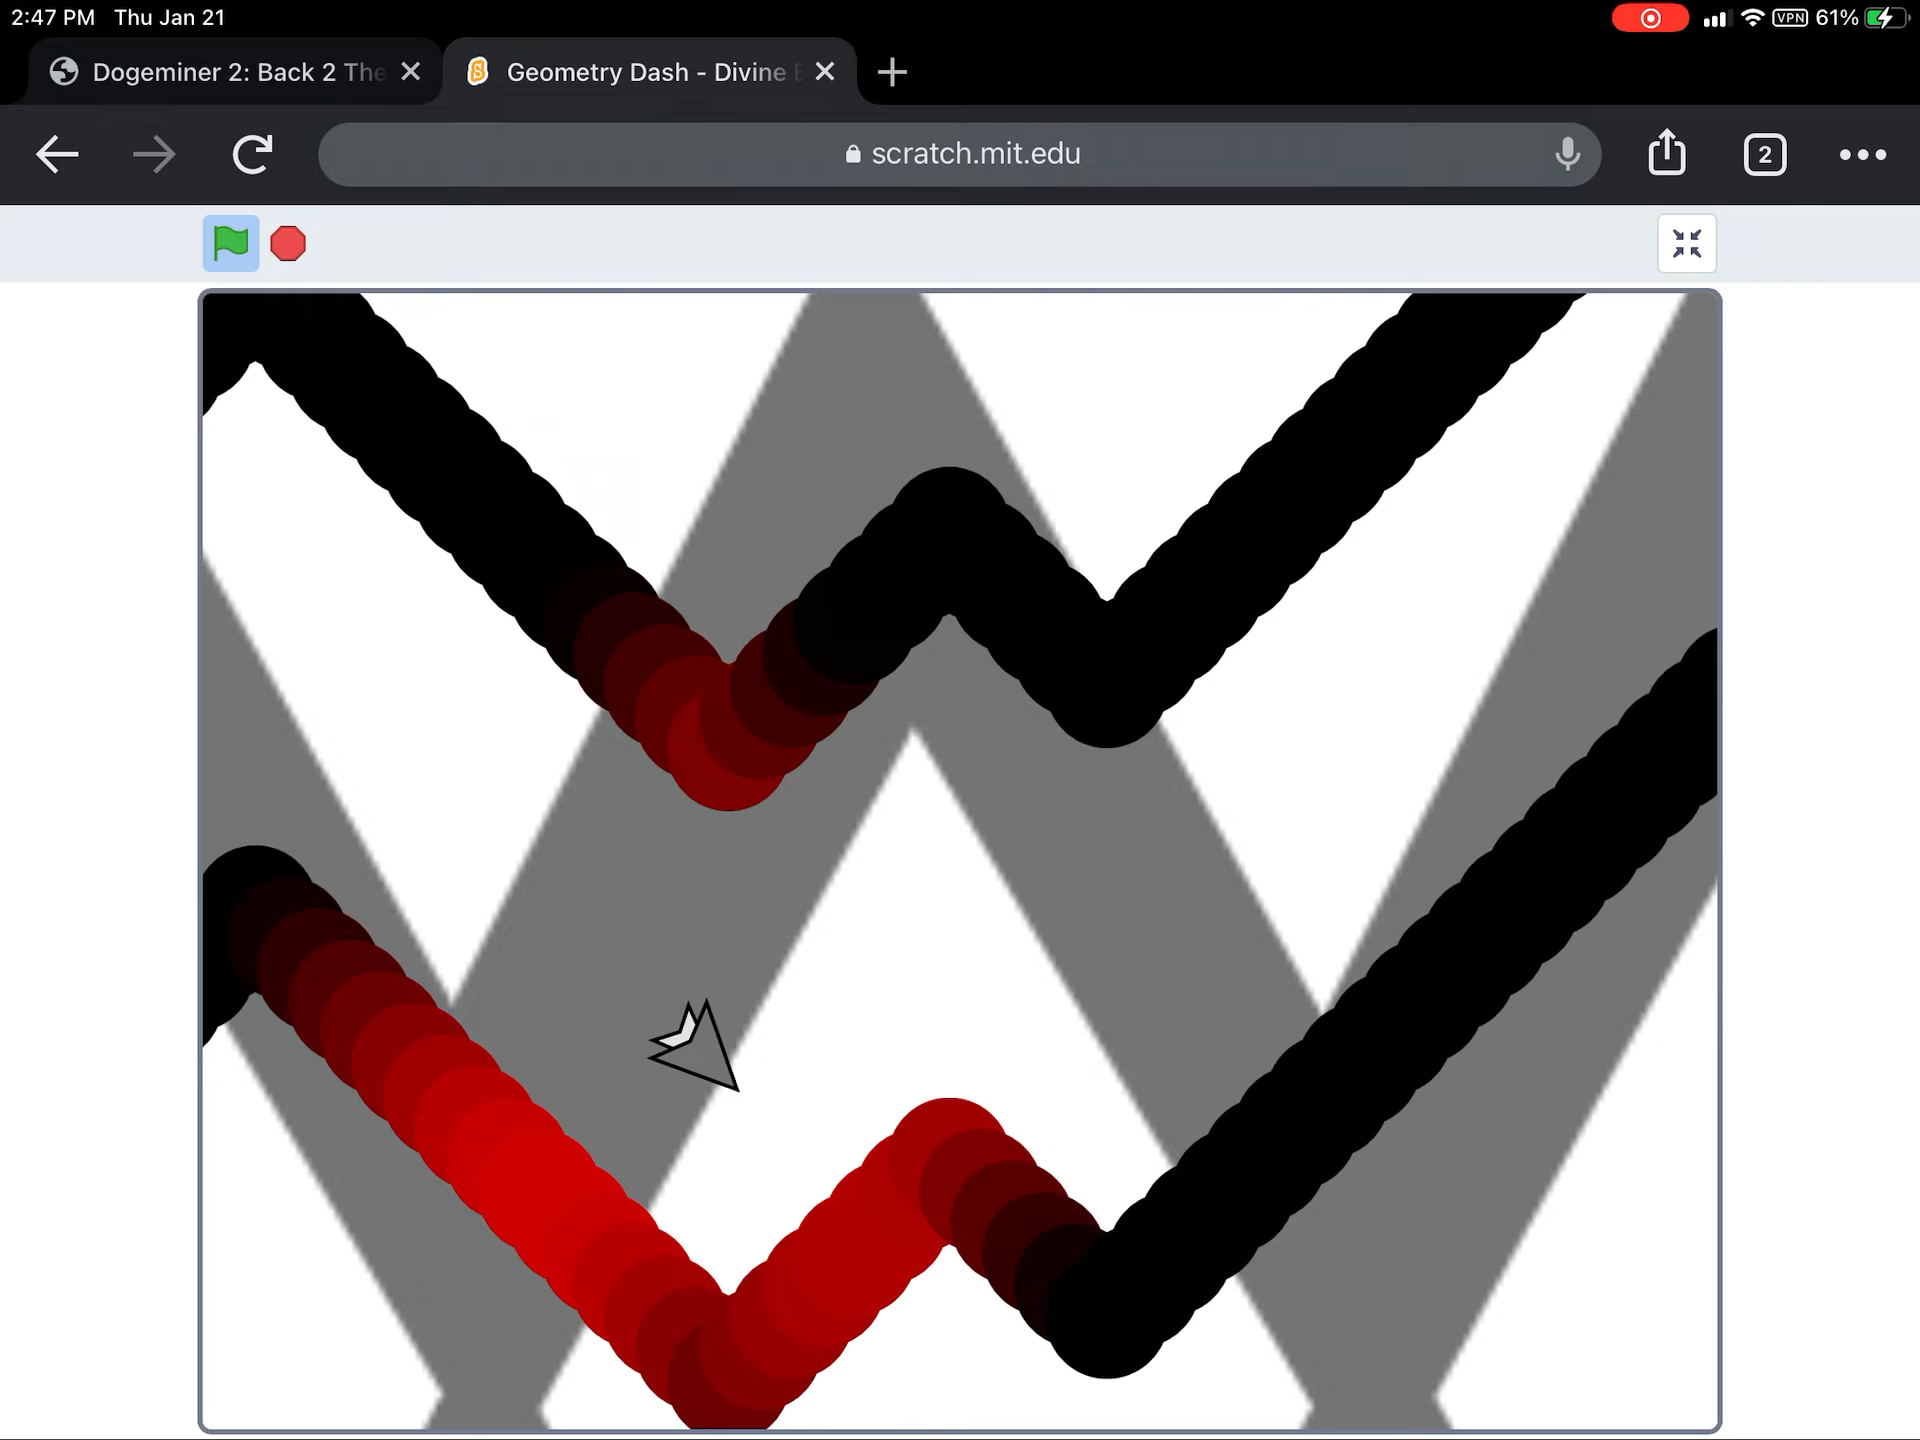 2:47 PM Thu Jan 21
VPN 61%
Dogeminer 2: Back 2 The
Geometry Dash - Divine
scratch.mit.edu
2